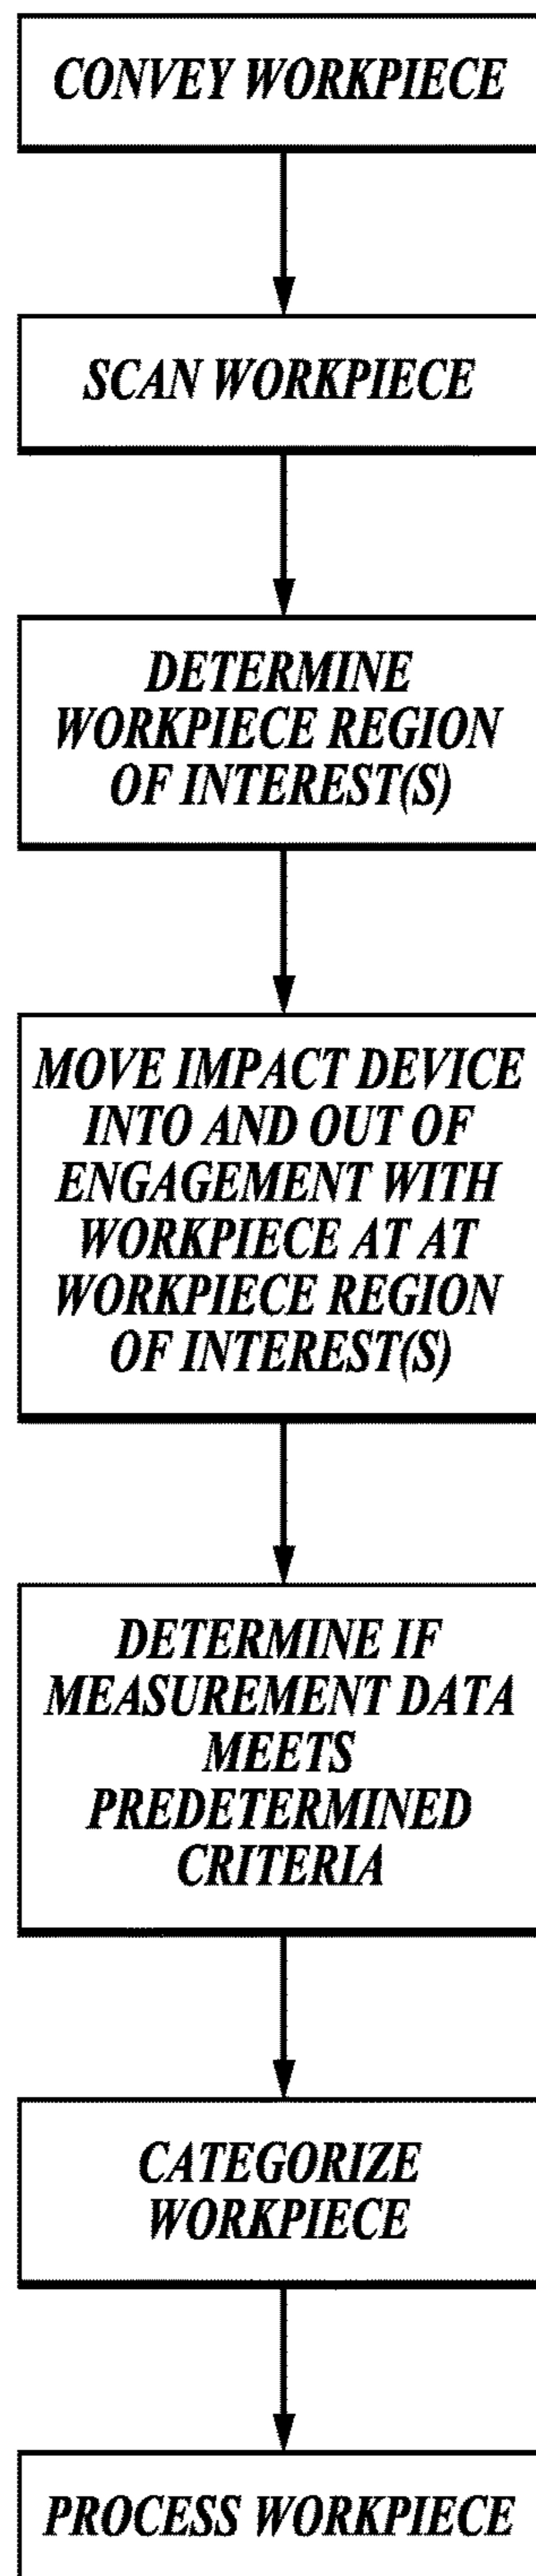 CONVEY WORKPIECE
SCAN WORKPIECE
DETERMINE
WORKPIECE REGION
OF INTEREST(S)
MOVE IMPACT DEVICE
INTO AND OUT OF
ENGAGEMENT WITH
WORKPIECE AT AT
WORKPIECE REGION
OF INTEREST(S)
DETERMINE IF
MEASUREMENT DATA
MEETS
PREDETERMINED
CRITERIA
CATEGORIZE
WORKPIECE
PROCESS WORKPIECE